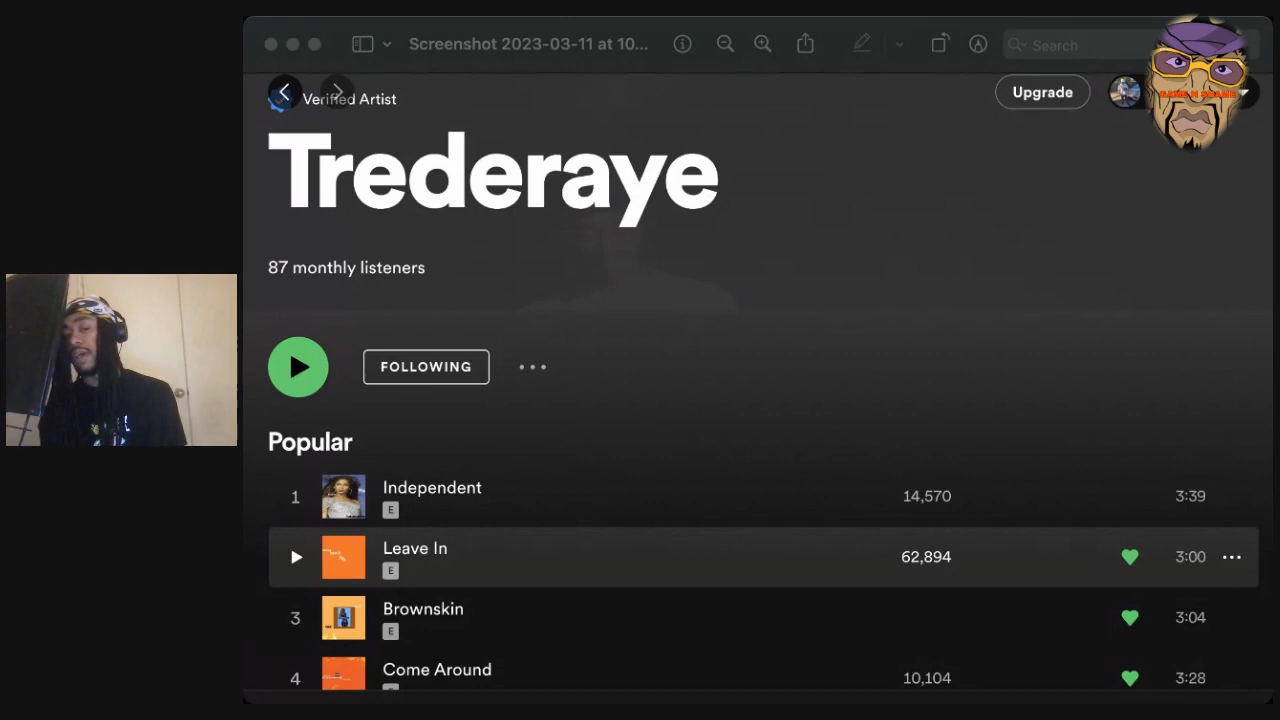 Screenshot 2023-03-11 at 10...
Search
Verified Artist
Upgrade
GAME N GNAME
Trederaye
87 monthly listeners
FOLLOWING
Popular
1 Independent 14,570 3:39
E
Leave In 62,894 3:00
E
3 Brownskin 3:04
E
4 Come Around 10,104 3:28